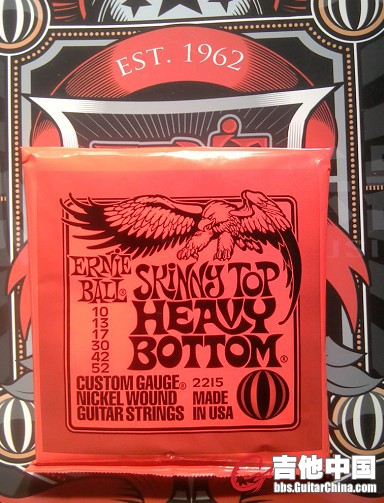 EST. 1962
ERNIE
BALL®
SKINNY TOP
HEAVY
BOTTOM®
10
13
17
30
42
52
CUSTOM GAUGE® 2215
NICKEL WOUND MADE
GUITAR STRINGS IN USA
吉他中国
bbs.GuitarChina.com